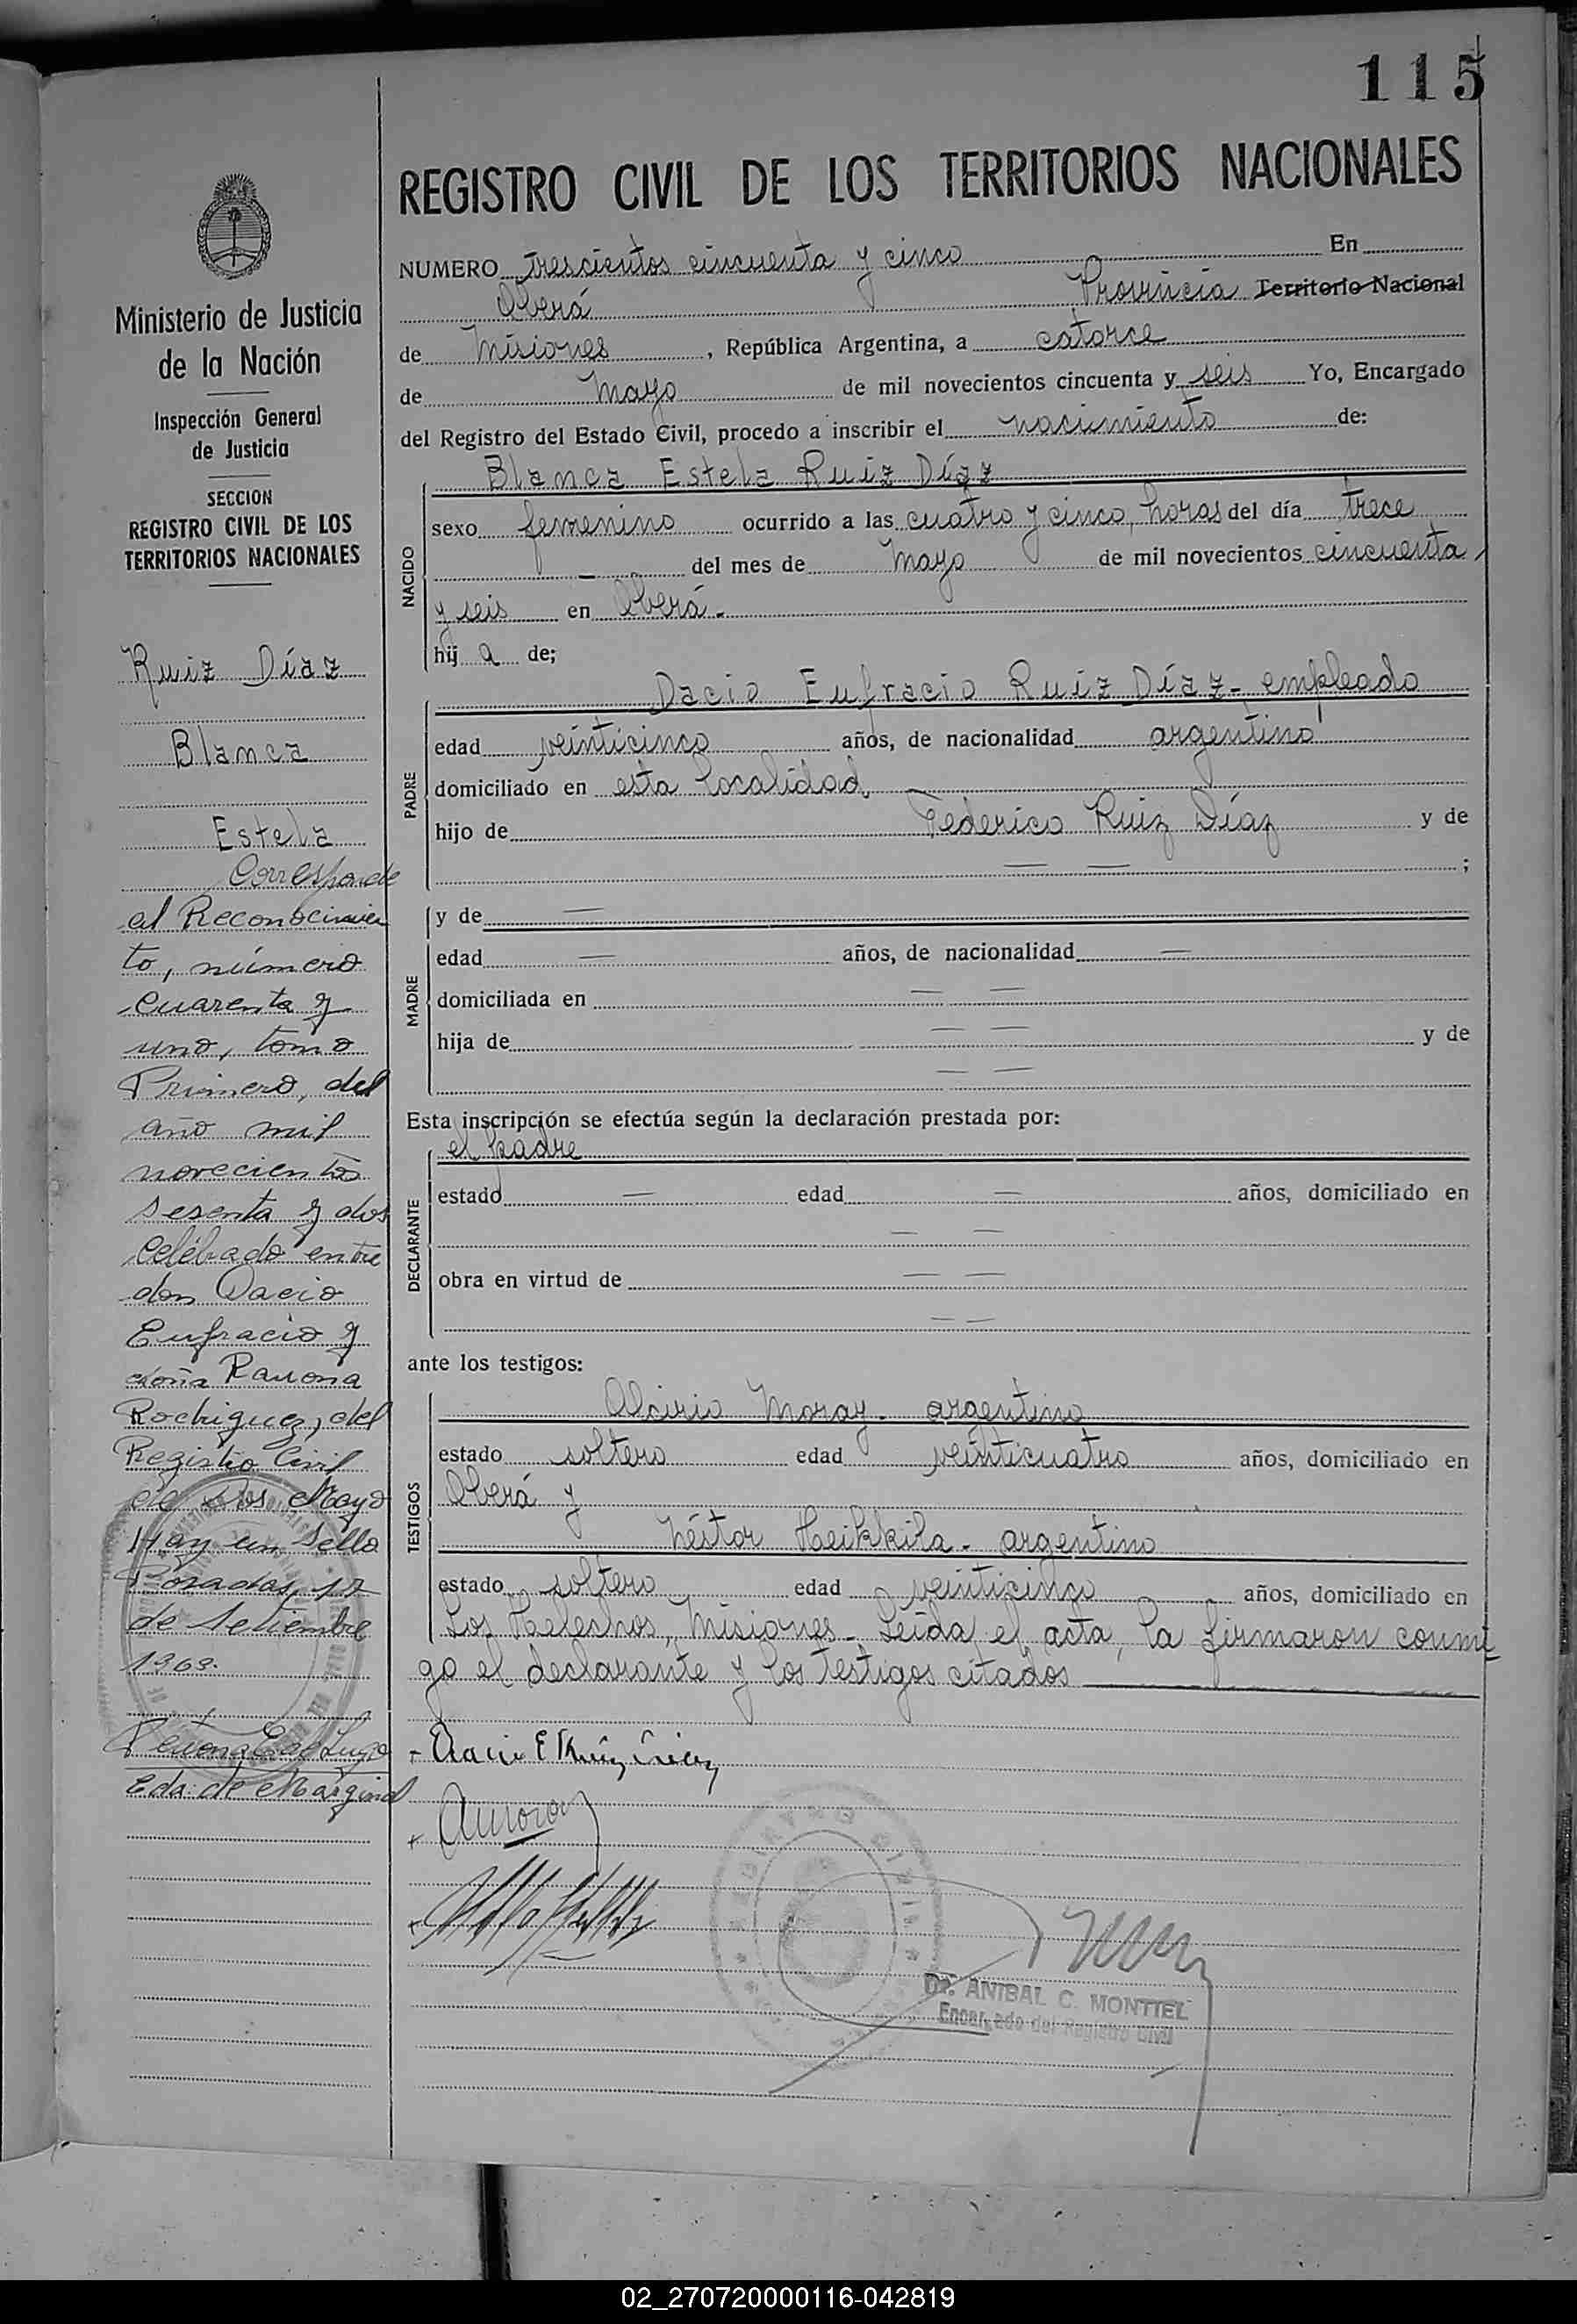 115
REGISTRO CIVIL DE LOS TERRITORIOS NACIONALES
NUMERO trescientos cincuenta y cinco En
Oberá Provincia Territorio Nacional
de Misiones, República Argentina, a catorce
de Mayo de mil novecientos cincuenta y seis Yo, Encargado
del Registro del Estado Civil, procedo a inscribir el nacimiento de:
NACIDO
Blanca Estela Ruiz Díaz
sexo femenino ocurrido a las cuatro y cinco, horas del día trece
— del mes de Mayo de mil novecientos cincuenta
y seis en Oberá.-
hij a de;
PADRE
Dacio Eufracio Ruiz Díaz - empleado
edad veinticinco años, de nacionalidad argentino
domiciliado en esta localidad,
hijo de Federico Ruiz Díaz y de
— — ;
MADRE
y de —
edad — años, de nacionalidad —
domiciliada en — —
hija de — — y de
— —
Esta inscripción se efectúa según la declaración prestada por:
DECLARANTE
el padre
estado — edad — años, domiciliado en
— —
obra en virtud de — —
— —
ante los testigos:
TESTIGOS
Alcirio Moray - argentino
estado soltero edad veinticuatro años, domiciliado en
Oberá y
Néstor Heikkila - argentino
estado soltero edad veinticinco años, domiciliado en
Los Helechos, Misiones - Leída el acta, la firmaron conmi
go el declarante y los testigos citados
Dacio E Ruiz Diaz
AMoray
Dr. ANIBAL C. MONTIEL
Encargado del Registro Civil
Ministerio de Justicia
de la Nación
Inspección General
de Justicia
SECCION
REGISTRO CIVIL DE LOS
TERRITORIOS NACIONALES
Ruiz Díaz
Blanca
Estela
Corresponde
al Reconocimien
to, número
cuarenta y
uno, tomo
Primero, del
año mil
novecientos
sesenta y dos
Celébrado entre
don Dacio
Eufracio y
doña Ramona
Rodriguez, del
Registro Civil
de Dos Mayo
Hay un Sello
Posadas, 12
de Setiembre
1963.
Eda: de Marginal
02_270720000116-042819